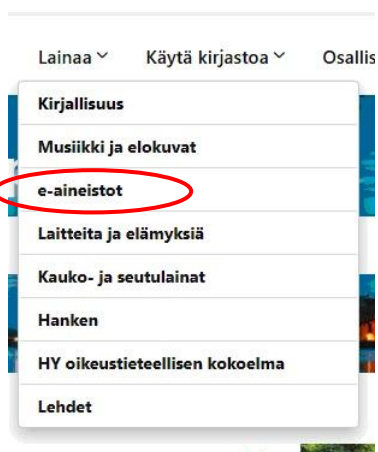 Lainaa Käytä kirjastoa Osallis
Kirjallisuus
Musiikki ja elokuvat
e-aineistot
Laitteita ja elämyksiä
Kauko- ja seutulainat
Hanken
HY oikeustieteellisen kokoelma
Lehdet